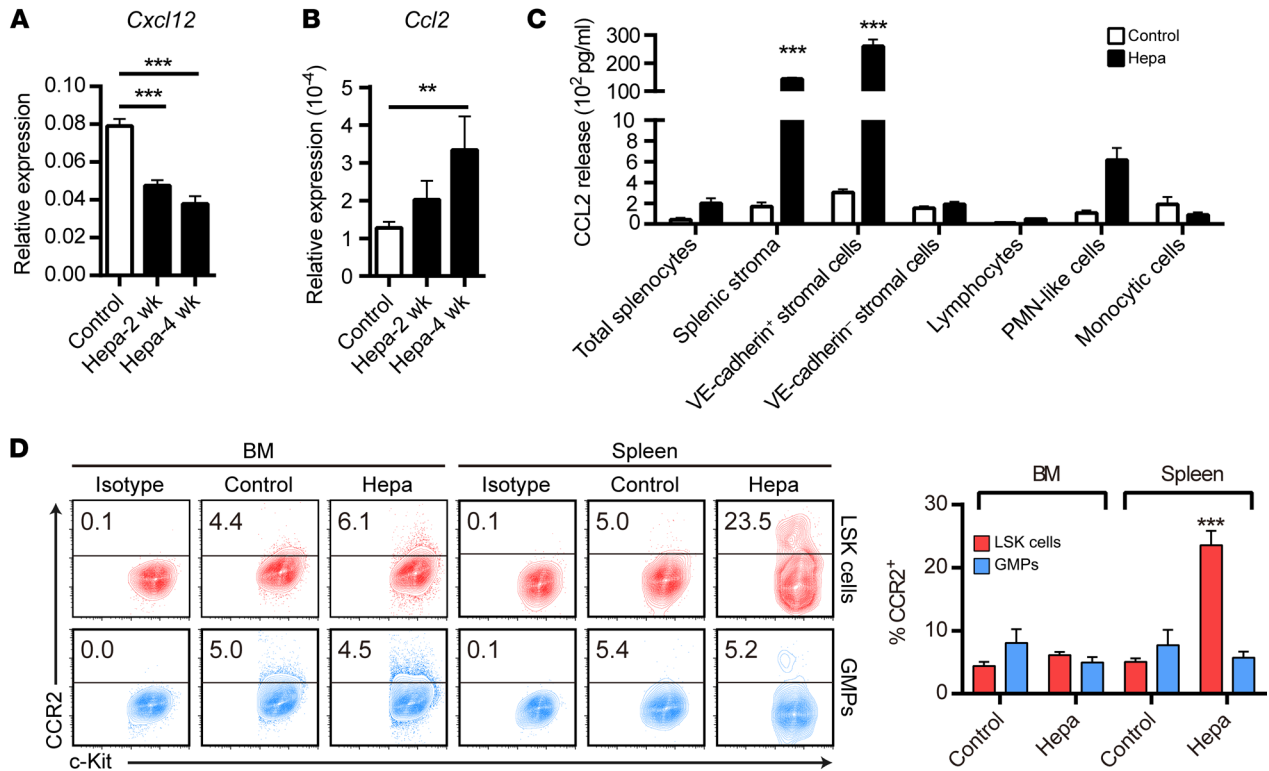 A
Cxcl12
Relative expression
0.10
0.08
0.06
0.04
0.02
0.00
***
***
Control
Hepa-2 wk
Hepa-4 wk
B
Ccl2
Relative expression (10⁻⁴)
5
4
3
2
1
0
**
Control
Hepa-2 wk
Hepa-4 wk
C
CCL2 release (10² pg/ml)
300
200
100
10
8
6
4
2
0
***
***
Control
Hepa
Total splenocytes
Splenic stroma
VE-cadherin⁺ stromal cells
VE-cadherin⁻ stromal cells
Lymphocytes
PMN-like cells
Monocytic cells
D
BM
Spleen
Isotype
Control
Hepa
Isotype
Control
Hepa
0.1
4.4
6.1
0.1
5.0
23.5
LSK cells
0.0
5.0
4.5
0.1
5.4
5.2
GMPs
CCR2
c-Kit
BM
Spleen
% CCR2⁺
30
20
10
0
LSK cells
GMPs
***
Control
Hepa
Control
Hepa